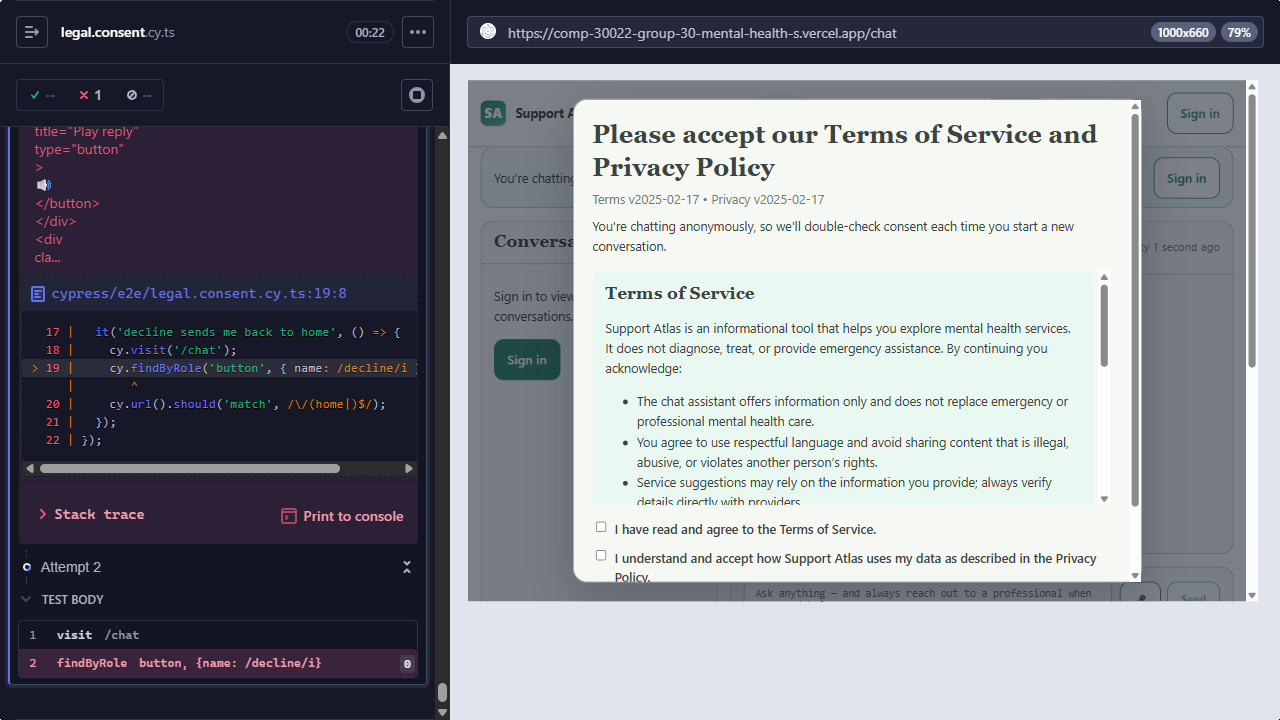 legal.consent.cy.ts
00:22
--
1
--
title="Play reply"
type="button"
>
</button>
</div>
<div
cla...
cypress/e2e/legal.consent.cy.ts:19:8
17 | it('decline sends me back to home', () => {
18 | cy.visit('/chat');
> 19 | cy.findByRole('button', { name: /decline/i
| ^
20 | cy.url().should('match', /\/(home|)$/);
21 | });
22 | });
Stack trace
Print to console
Attempt 2
TEST BODY
1 visit /chat
2 findByRole button, {name: /decline/i} 0
https://comp-30022-group-30-mental-health-s.vercel.app/chat
1000x660
79%
SA Support A
Sign in
You're chatting
Sign in
Conversa
y 1 second ago
Sign in to view
conversations.
Sign in
Please accept our Terms of Service and
Privacy Policy
Terms v2025-02-17 • Privacy v2025-02-17
You're chatting anonymously, so we'll double-check consent each time you start a new
conversation.
Terms of Service
Support Atlas is an informational tool that helps you explore mental health services.
It does not diagnose, treat, or provide emergency assistance. By continuing you
acknowledge:
• The chat assistant offers information only and does not replace emergency or
professional mental health care.
• You agree to use respectful language and avoid sharing content that is illegal,
abusive, or violates another person's rights.
• Service suggestions may rely on the information you provide; always verify
details directly with providers.
I have read and agree to the Terms of Service.
I understand and accept how Support Atlas uses my data as described in the Privacy
Policy.
Ask anything — and always reach out to a professional when
Send